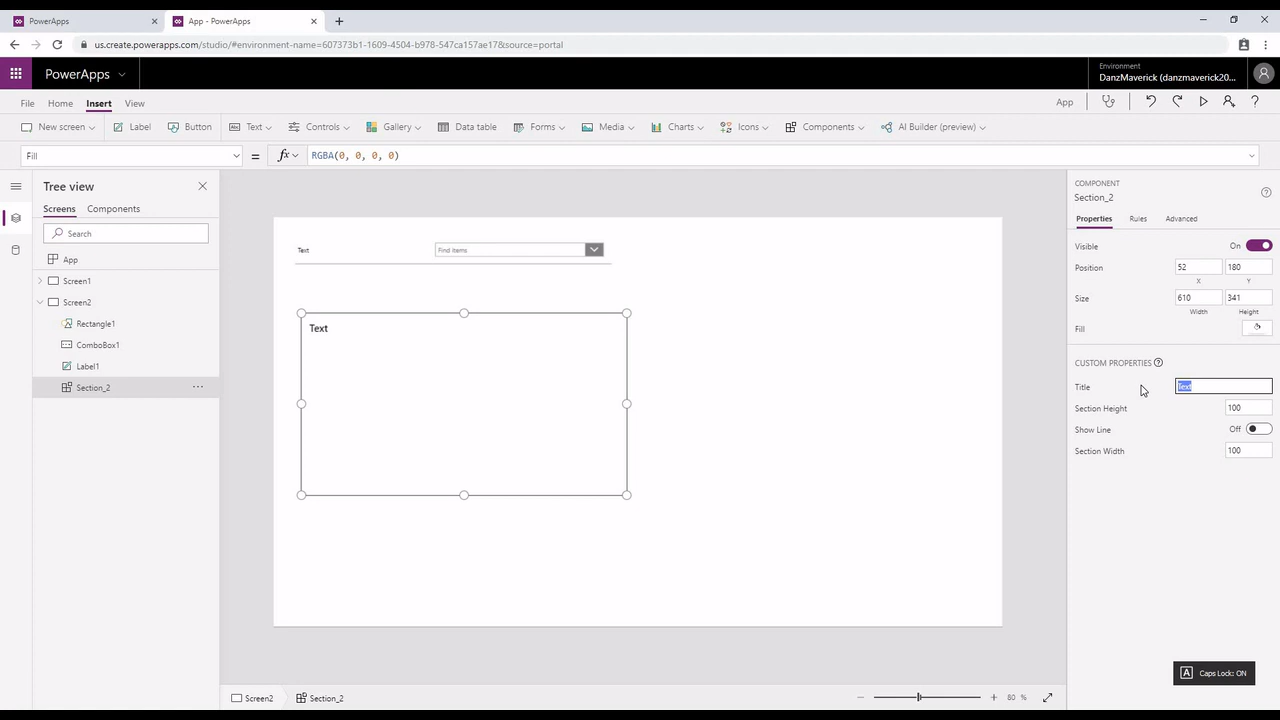 PowerApps
App - PowerApps
us.create.powerapps.com/studio/#environment-name=607373b1-1609-4504-b978-547ca157ae17&source=portal
PowerApps
Environment
DanzMaverick (danzmaverick20...
File Home Insert View
App
New screen Label Button Text Controls Gallery Data table Forms Media Charts Icons Components AI Builder (preview)
Fill = fx RGBA(0, 0, 0, 0)
Tree view
Screens Components
Search
App
Screen1
Screen2
Rectangle1
ComboBox1
Label1
Section_2 ...
Text Find items
Text
COMPONENT
Section_2
Properties Rules Advanced
Visible On
Position 52 180
X Y
Size 610 341
Width Height
Fill
CUSTOM PROPERTIES
Title Text
Section Height 100
Show Line Off
Section Width 100
A Caps Lock: ON
Screen2 Section_2
80 %